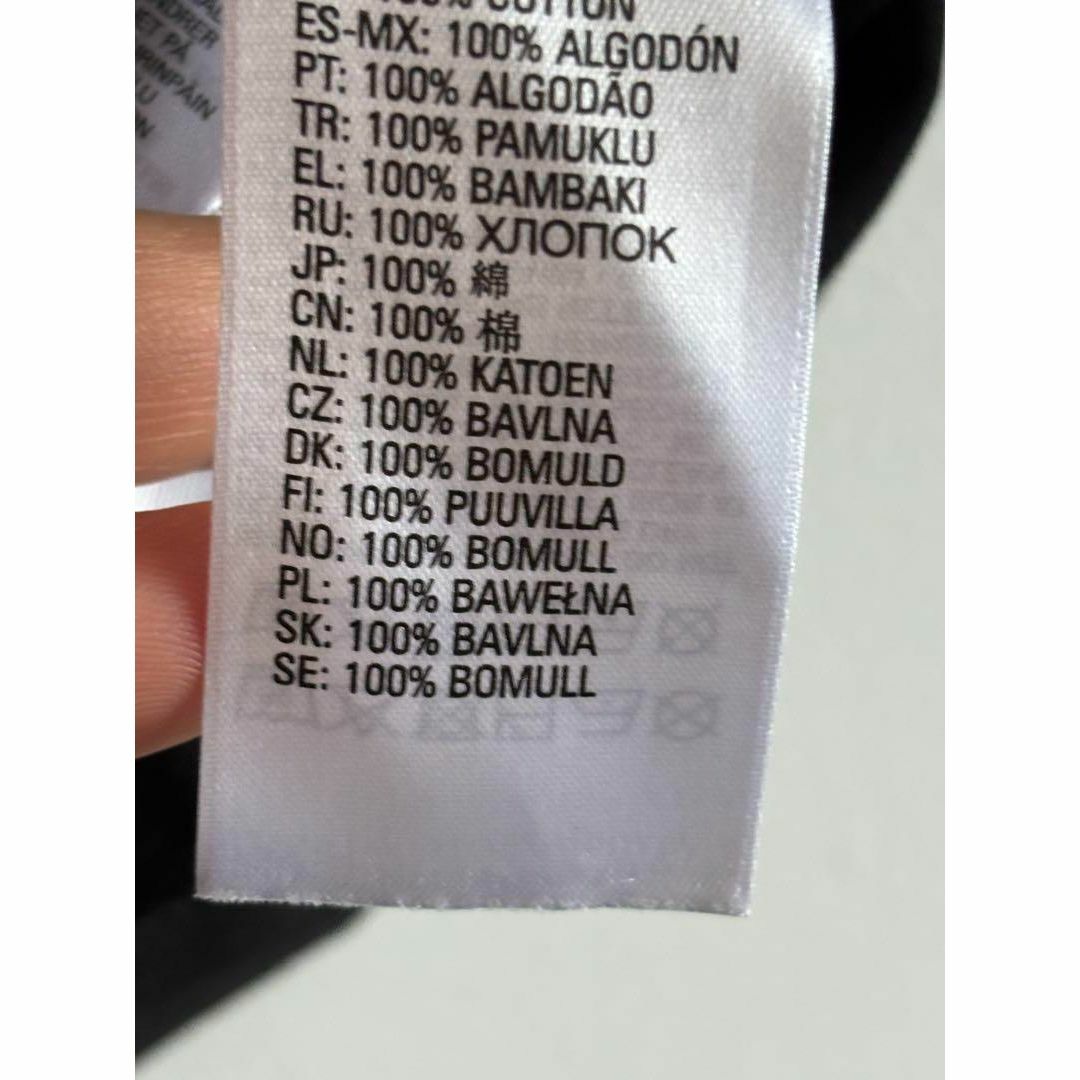 100% COTTON
ES-MX: 100% ALGODÓN
PT: 100% ALGODÃO
TR: 100% PAMUKLU
EL: 100% BAMBAKI
RU: 100% ХЛОПОК
JP: 100% 綿
CN: 100% 棉
NL: 100% KATOEN
CZ: 100% BAVLNA
DK: 100% BOMULD
FI: 100% PUUVILLA
NO: 100% BOMULL
PL: 100% BAWEŁNA
SK: 100% BAVLNA
SE: 100% BOMULL